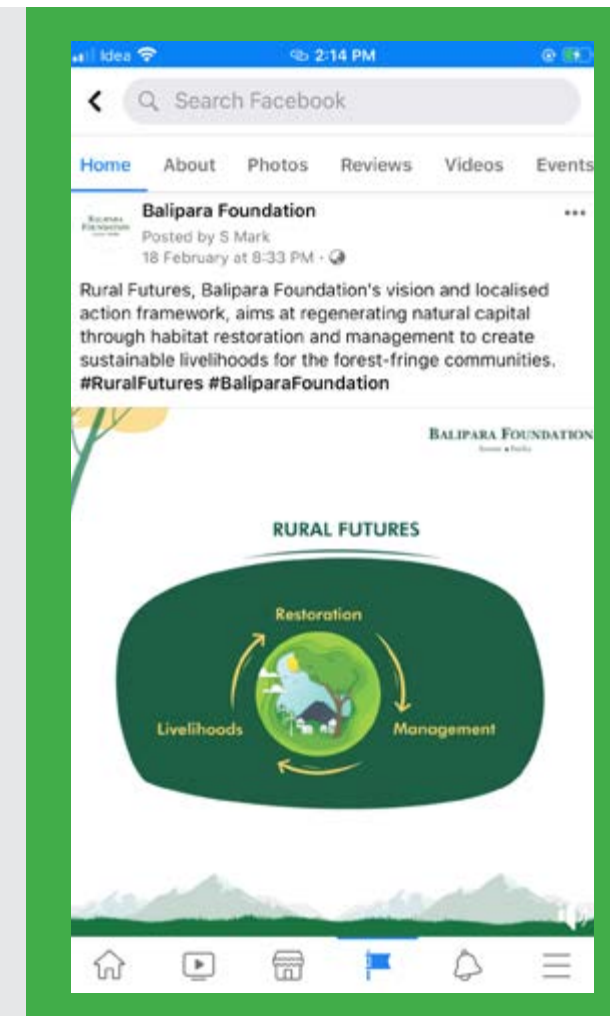 Idea 2:14 PM
Search Facebook
Home About Photos Reviews Videos Events
Balipara Foundation
Posted by S Mark
18 February at 8:33 PM ·
Rural Futures, Balipara Foundation's vision and localised
action framework, aims at regenerating natural capital
through habitat restoration and management to create
sustainable livelihoods for the forest-fringe communities.
#RuralFutures #BaliparaFoundation
BALIPARA FOUNDATION
RURAL FUTURES
Restoration
Livelihoods
Management